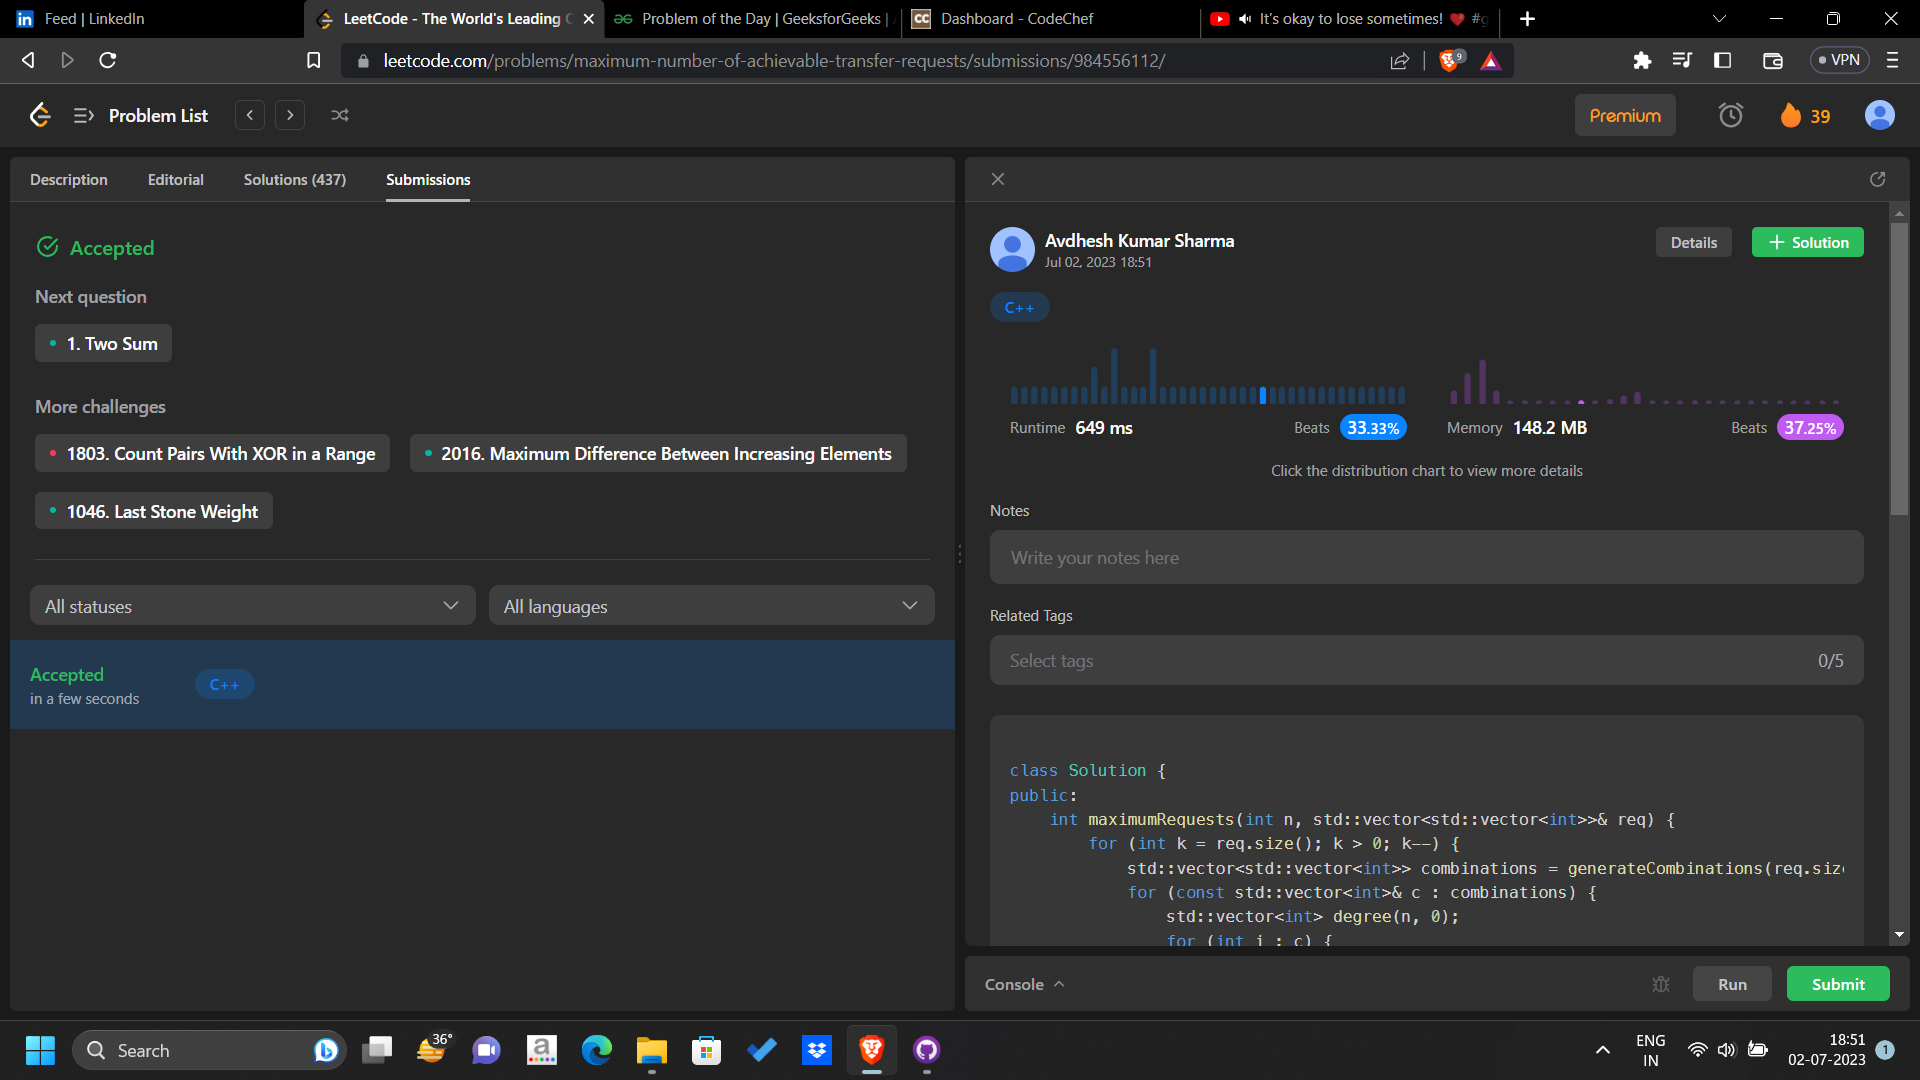 Feed | LinkedIn
LeetCode - The World's Leading
Problem of the Day | GeeksforGeeks |
CC Dashboard - CodeChef
It's okay to lose sometimes! ❤️ #g
leetcode.com/problems/maximum-number-of-achievable-transfer-requests/submissions/984556112/
9
VPN
Problem List
Premium
39
Description
Editorial
Solutions (437)
Submissions
Accepted
Next question
1. Two Sum
More challenges
1803. Count Pairs With XOR in a Range
2016. Maximum Difference Between Increasing Elements
1046. Last Stone Weight
All statuses
All languages
Accepted
in a few seconds
C++
Avdhesh Kumar Sharma
Jul 02, 2023 18:51
Details
+ Solution
C++
Runtime 649 ms
Beats 33.33%
Memory 148.2 MB
Beats 37.25%
Click the distribution chart to view more details
Notes
Write your notes here
Related Tags
Select tags
0/5
class Solution {
public:
    int maximumRequests(int n, std::vector<std::vector<int>>& req) {
        for (int k = req.size(); k > 0; k--) {
            std::vector<std::vector<int>> combinations = generateCombinations(req.siz
            for (const std::vector<int>& c : combinations) {
                std::vector<int> degree(n, 0);
                for (int i : c) {
Console
Run
Submit
Search
36°
a
ENG
IN
18:51
02-07-2023
1